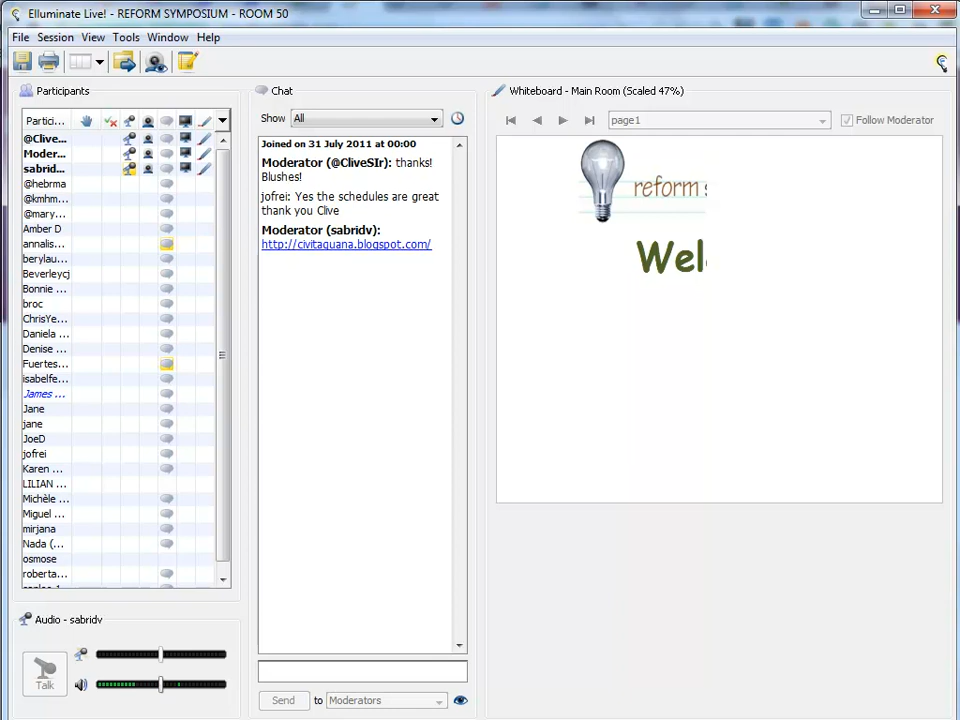 Elluminate Live! - REFORM SYMPOSIUM - ROOM 50
File Session View Tools Window Help
Participants
Partici...
@Clive...
Moder...
sabrid...
@hebrma
@kmhm...
@mary...
Amber D
annalis...
berylau...
Beverleycj
Bonnie ...
broc
ChrisYe...
Daniela ...
Denise ...
Fuertes...
isabelfe...
James ...
Jane
jane
JoeD
jofrei
Karen ...
LILIAN ...
Michèle ...
Miguel ...
mirjana
Nada (...
osmose
roberta...
Audio - sabridv
Talk
Chat
Show All
Joined on 31 July 2011 at 00:00
Moderator (@CliveSIr): thanks!
Blushes!
jofrei: Yes the schedules are great
thank you Clive
Moderator (sabridv):
http://civitaquana.blogspot.com/
Send to Moderators
Whiteboard - Main Room (Scaled 47%)
page1 Follow Moderator
reform
Wel